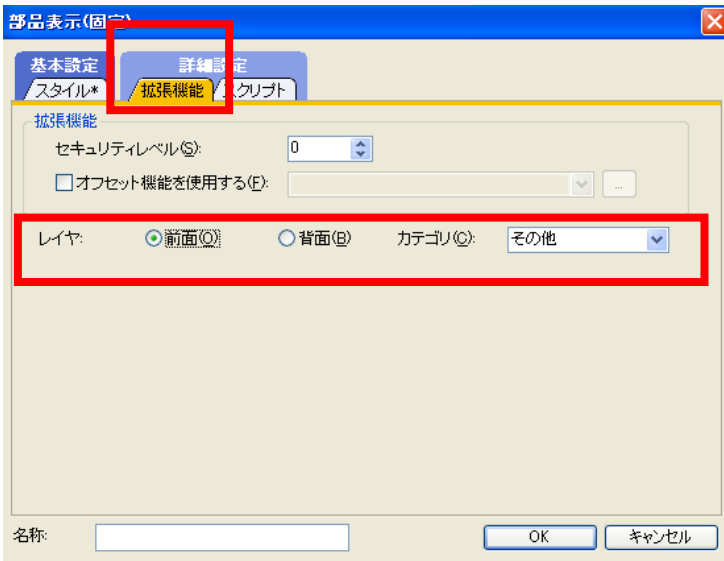 部品表示(固定)
基本設定 詳細設定
スタイル* 拡張機能 スクリプト
拡張機能
セキュリティレベル(S): 0
オフセット機能を使用する(F): ...
レイヤ: 前面(O) 背面(B) カテゴリ(C): その他
名称: OK キャンセル